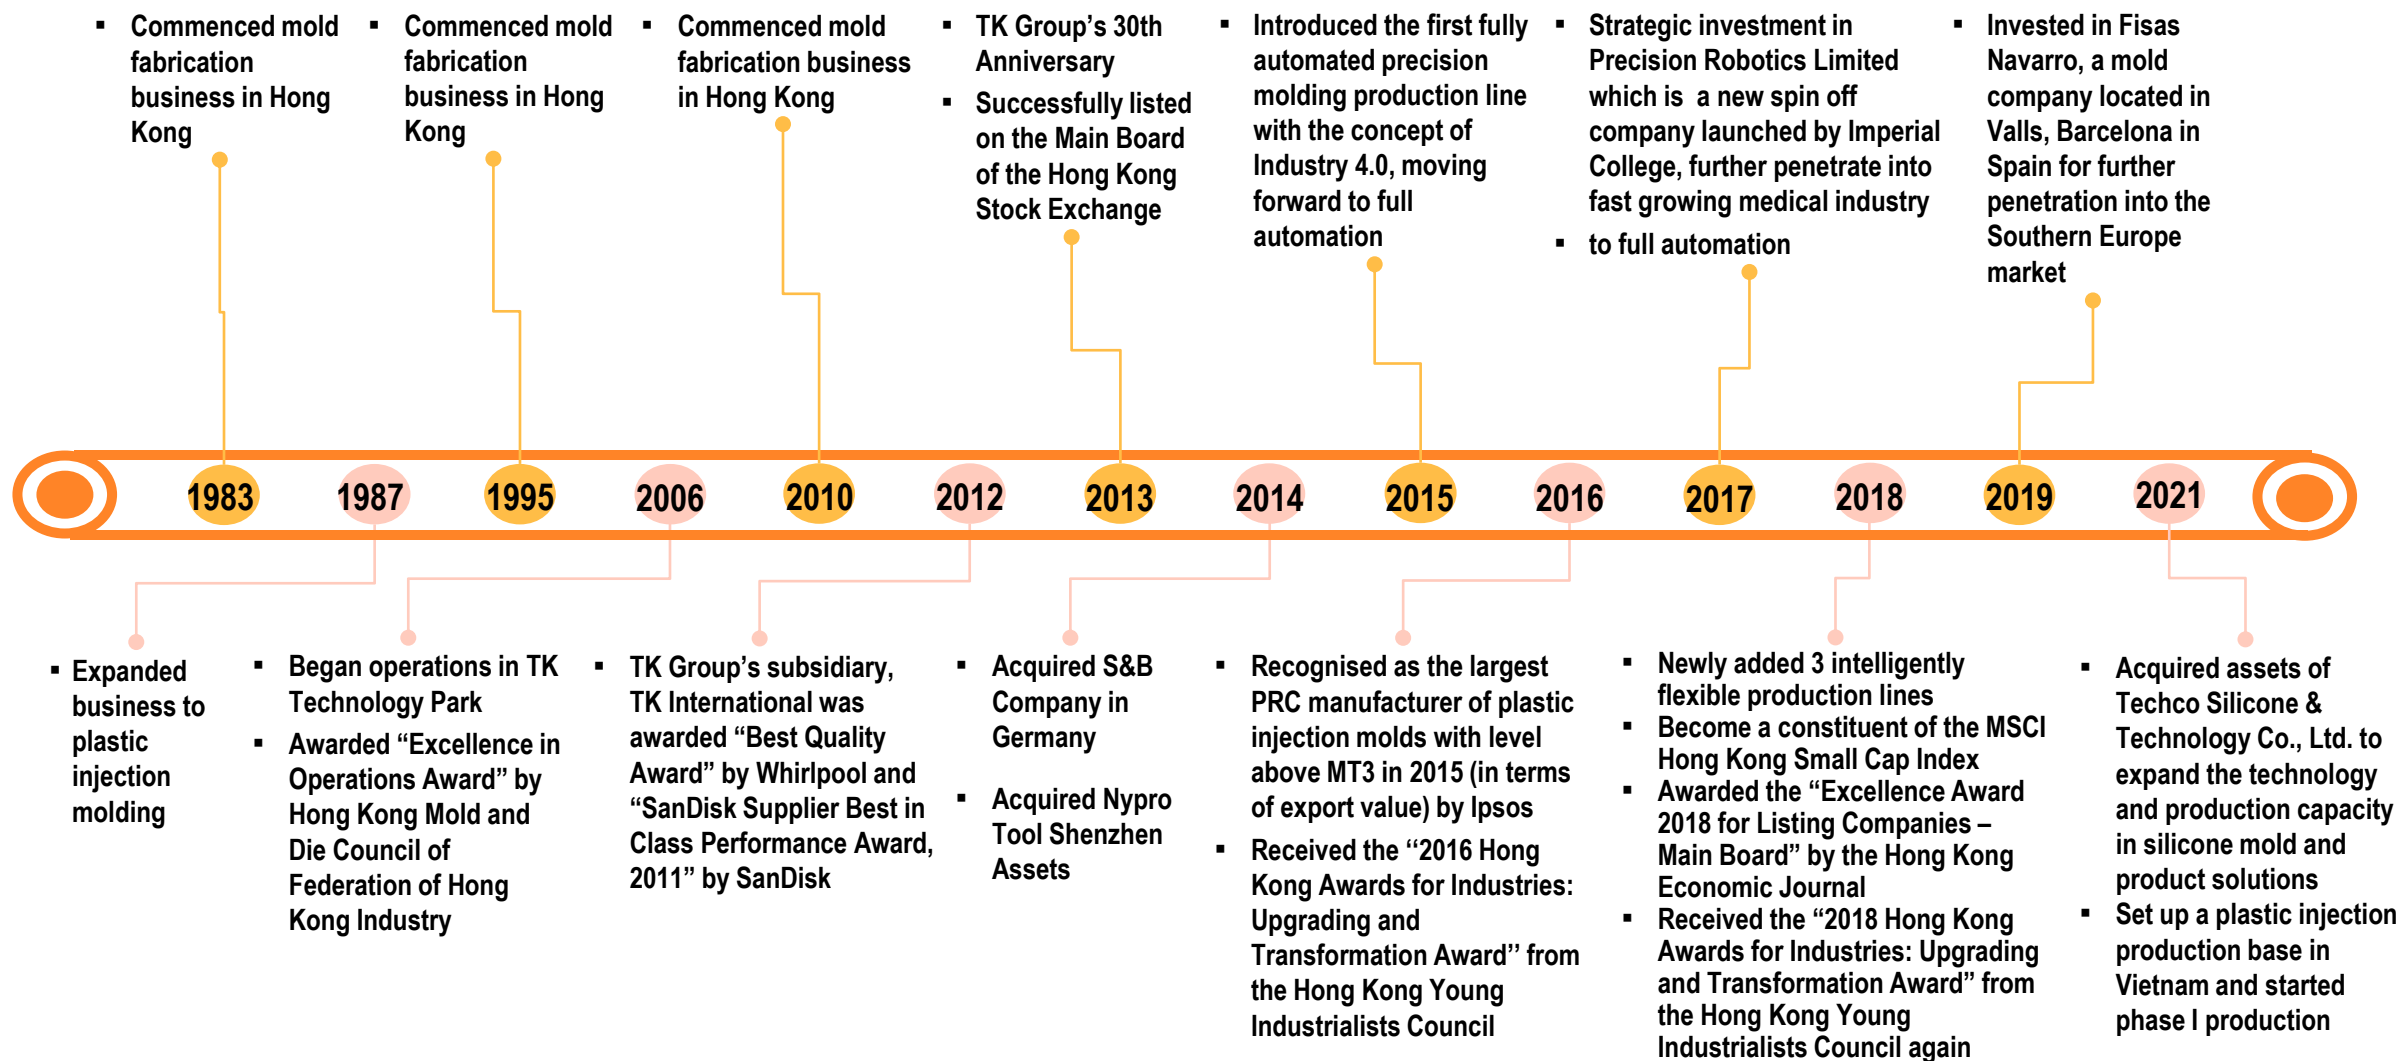 ▪ Commenced mold
fabrication
business in Hong
Kong
▪ Commenced mold
fabrication
business in Hong
Kong
▪ Commenced mold
fabrication business
in Hong Kong
▪ TK Group’s 30th
Anniversary
▪ Successfully listed
on the Main Board
of the Hong Kong
Stock Exchange
▪ Introduced the first fully
automated precision
molding production line
with the concept of
Industry 4.0, moving
forward to full
automation
▪ Strategic investment in
Precision Robotics Limited
which is a new spin off
company launched by Imperial
College, further penetrate into
fast growing medical industry
▪ to full automation
▪ Invested in Fisas
Navarro, a mold
company located in
Valls, Barcelona in
Spain for further
penetration into the
Southern Europe
market
1983 1987 1995 2006 2010 2012 2013 2014 2015 2016 2017 2018 2019 2021
▪ Expanded
business to
plastic
injection
molding
▪ Began operations in TK
Technology Park
▪ Awarded “Excellence in
Operations Award” by
Hong Kong Mold and
Die Council of
Federation of Hong
Kong Industry
▪ TK Group’s subsidiary,
TK International was
awarded “Best Quality
Award” by Whirlpool and
“SanDisk Supplier Best in
Class Performance Award,
2011” by SanDisk
▪ Acquired S&B
Company in
Germany
▪ Acquired Nypro
Tool Shenzhen
Assets
▪ Recognised as the largest
PRC manufacturer of plastic
injection molds with level
above MT3 in 2015 (in terms
of export value) by Ipsos
▪ Received the ‘‘2016 Hong
Kong Awards for Industries:
Upgrading and
Transformation Award’’ from
the Hong Kong Young
Industrialists Council
▪ Newly added 3 intelligently
flexible production lines
▪ Become a constituent of the MSCI
Hong Kong Small Cap Index
▪ Awarded the “Excellence Award
2018 for Listing Companies –
Main Board” by the Hong Kong
Economic Journal
▪ Received the “2018 Hong Kong
Awards for Industries: Upgrading
and Transformation Award” from
the Hong Kong Young
Industrialists Council again
▪ Acquired assets of
Techco Silicone &
Technology Co., Ltd. to
expand the technology
and production capacity
in silicone mold and
product solutions
▪ Set up a plastic injection
production base in
Vietnam and started
phase I production